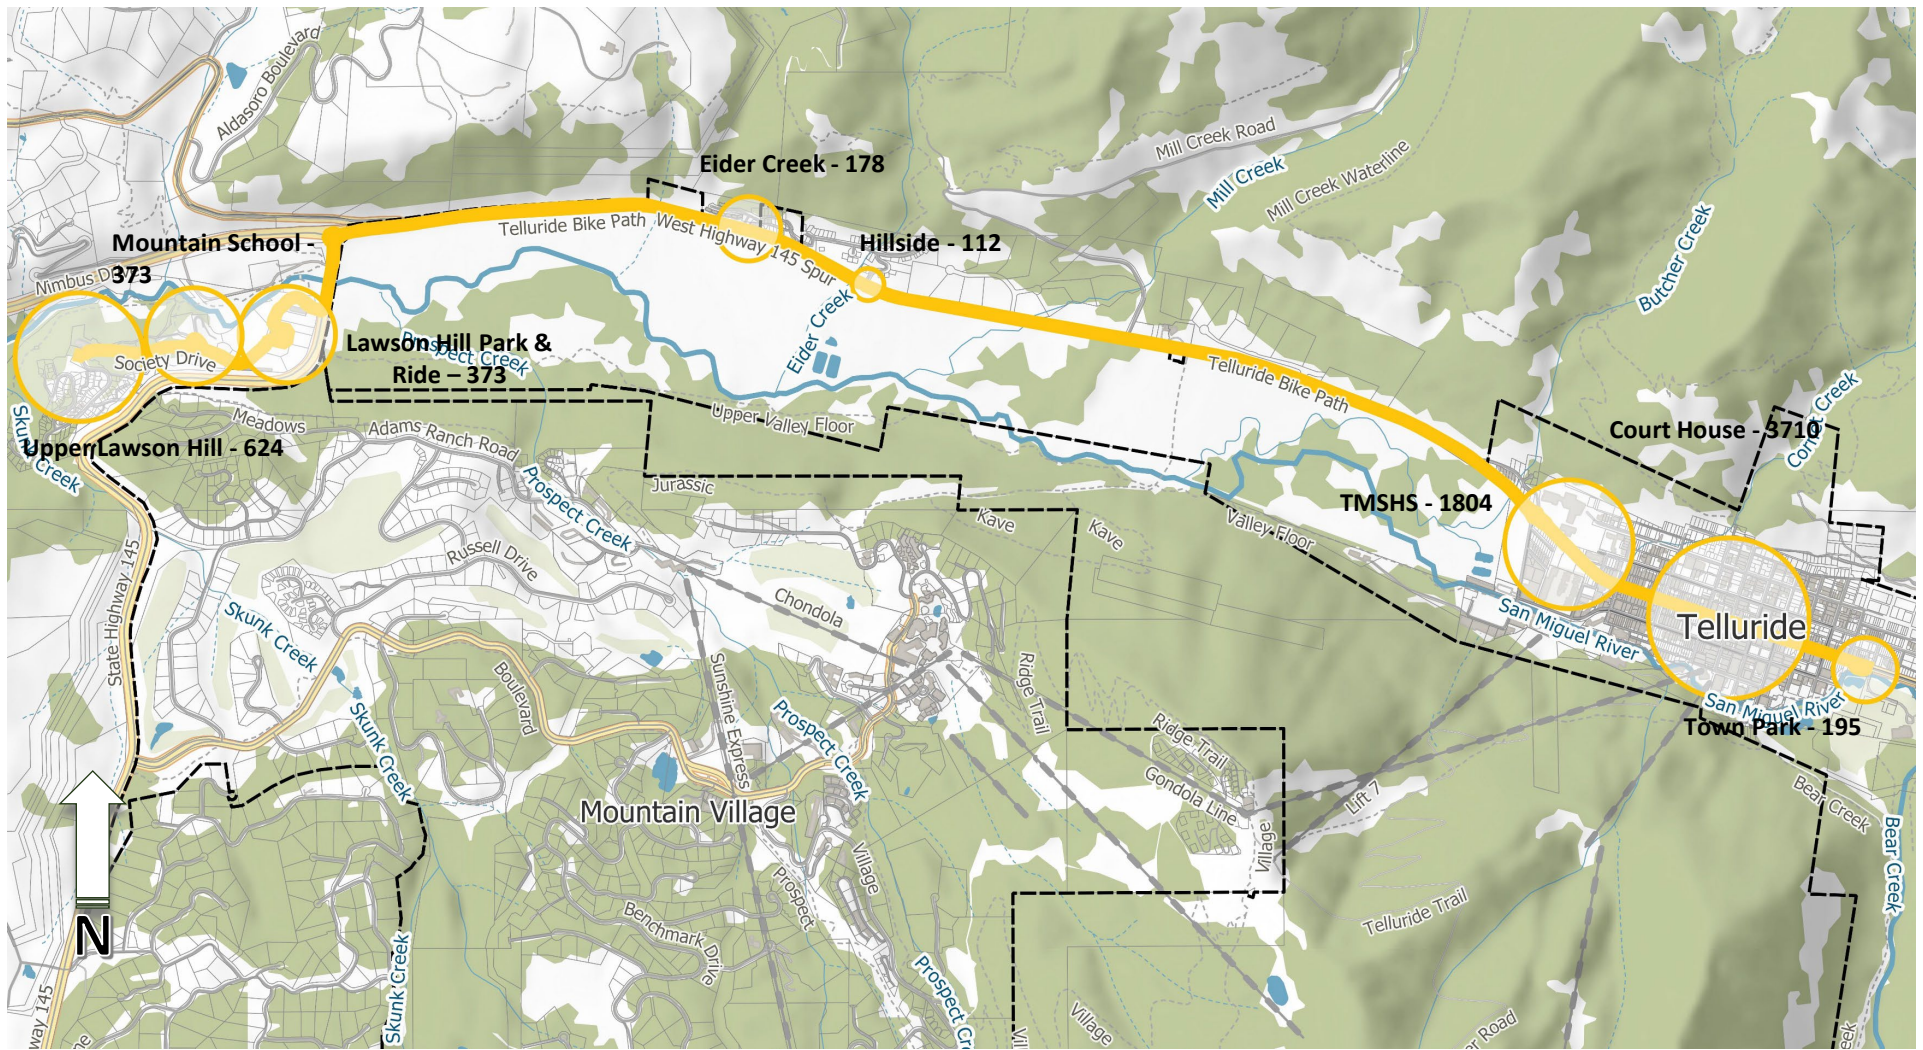 Aldasoro Boulevard
Mill Creek Road
Eider Creek - 178
Mill Creek
Mill Creek Waterline
Butcher Creek
Telluride Bike Path
West Highway 145 Spur
Mountain School -
373
Hillside - 112
Nimbus
Eider Creek
Lawson Hill Park &
Ride – 373
Prospect Creek
Society Drive
Telluride Bike Path
Skunk Creek
Meadows
Adams Ranch Road
Upper Valley Floor
Upper Lawson Hill - 624
Court House - 3710
Cornet Creek
Prospect Creek
Jurassic
Kave
Kave
Valley Floor
TMSHS - 1804
Russell Drive
State Highway 145
Skunk Creek
Chondola
San Miguel River
Telluride
Skunk Creek
Boulevard
Sunshine Express
Prospect Creek
Ridge Trail
San Miguel River
Town Park - 195
Ridge Trail
Gondola Line
Lift 7
Bear Creek
Bear Creek
Mountain Village
Village
Village
Prospect
Telluride Trail
N
Benchmark Drive
Skunk Creek
Prospect Cr
Village
way 145
er Road